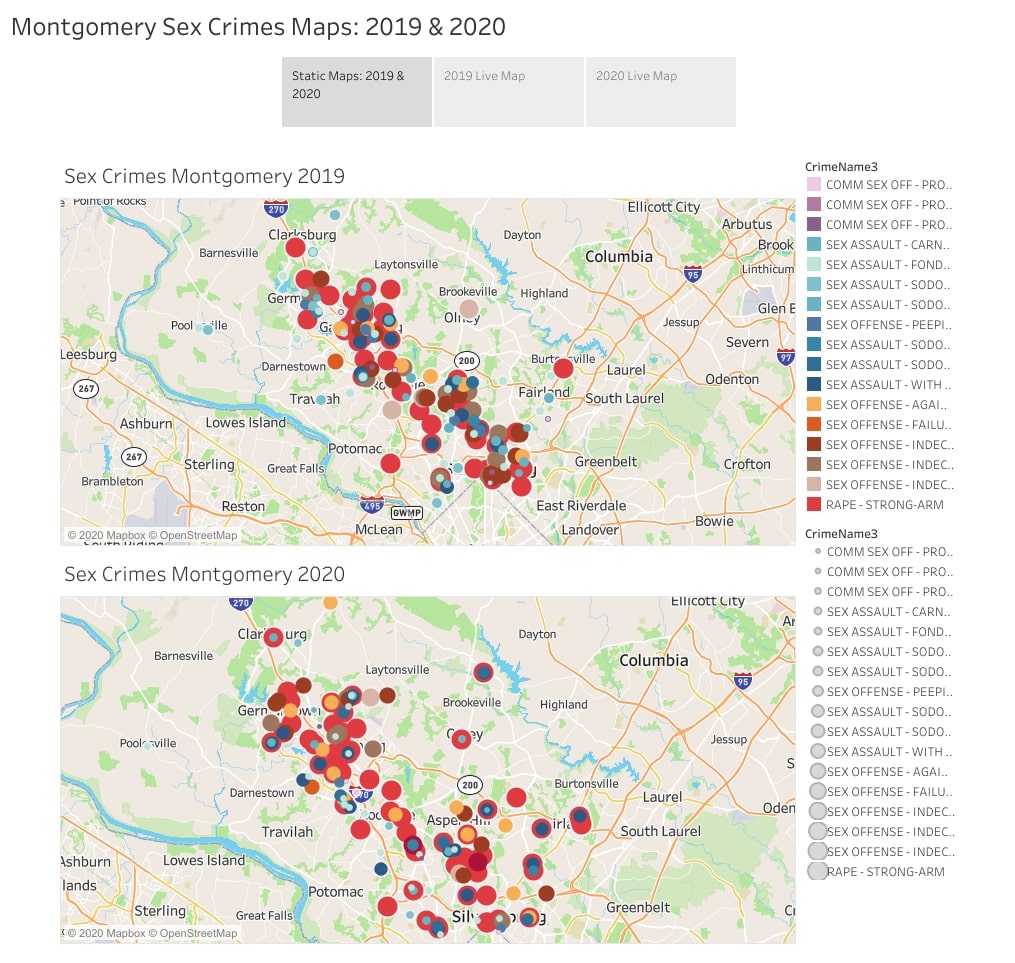 Montgomery Sex Crimes Maps: 2019 & 2020
Static Maps: 2019 &
2020
2019 Live Map
2020 Live Map
Sex Crimes Montgomery 2019
Point of Rocks
270
Ellicott City
Clarksburg
Dayton
Arbutus
Barnesville
Columbia
Brook
Laytonsville
95
Linthicum
Germ
Brookeville
Highland
Glen E
Olney
Pool ville
Jessup
Severn
Leesburg
Burtonsville
97
Darnestown
200
Laurel
267
Odenton
Fairland
South Laurel
Ashburn
Lowes Island
Potomac
267
Sterling
Great Falls
Greenbelt
Crofton
Brambleton
Reston
495
GWMP
East Riverdale
McLean
Landover
Bowie
South Riding
© 2020 Mapbox © OpenStreetMap
Sex Crimes Montgomery 2020
270
Ellicott City
Clar urg
Dayton
Barnesville
Columbia
Laytonsville
95
Brookeville
Highland
Jessup
Darnestown
200
Burtonsville
Laurel
Oden
Travilah
South Laurel
Ashburn
Lowes Island
lands
Potomac
Sterling
Great Falls
Greenbelt
© 2020 Mapbox © OpenStreetMap
CrimeName3
COMM SEX OFF - PRO..
COMM SEX OFF - PRO..
COMM SEX OFF - PRO..
SEX ASSAULT - CARN..
SEX ASSAULT - FOND..
SEX ASSAULT - SODO..
SEX ASSAULT - SODO..
SEX OFFENSE - PEEPI..
SEX ASSAULT - SODO..
SEX ASSAULT - SODO..
SEX ASSAULT - WITH ..
SEX OFFENSE - AGAI..
SEX OFFENSE - FAILU..
SEX OFFENSE - INDEC..
SEX OFFENSE - INDEC..
SEX OFFENSE - INDEC..
RAPE - STRONG-ARM
CrimeName3
COMM SEX OFF - PRO..
COMM SEX OFF - PRO..
COMM SEX OFF - PRO..
SEX ASSAULT - CARN..
SEX ASSAULT - FOND..
SEX ASSAULT - SODO..
SEX ASSAULT - SODO..
SEX OFFENSE - PEEPI..
SEX ASSAULT - SODO..
SEX ASSAULT - SODO..
SEX ASSAULT - WITH ..
SEX OFFENSE - AGAI..
SEX OFFENSE - FAILU..
SEX OFFENSE - INDEC..
SEX OFFENSE - INDEC..
SEX OFFENSE - INDEC..
RAPE - STRONG-ARM